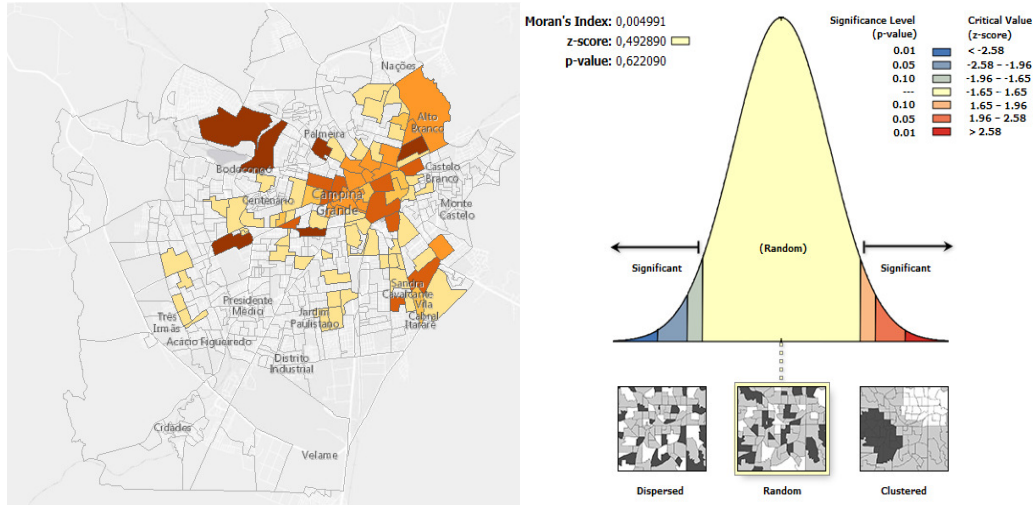 Nações
Alto
Branco
Palmeira
Bodocongó
Castelo
Branco
Centenário
Campina
Grande
Monte
Castelo
Sandra
Cavalcante
Vila
Cabral
Itararé
Presidente
Médici
Três
Irmãs
Jardim
Paulistano
Acácio Figueiredo
Distrito
Industrial
Cidades
Velame
Moran's Index: 0,004991
z-score: 0,492890
p-value: 0,622090
Significance Level
(p-value)
Critical Value
(z-score)
0.01 < -2.58
0.05 -2.58 – -1.96
0.10 -1.96 – -1.65
--- -1.65 – 1.65
0.10 1.65 – 1.96
0.05 1.96 – 2.58
0.01 > 2.58
(Random)
Significant
Significant
Dispersed
Random
Clustered